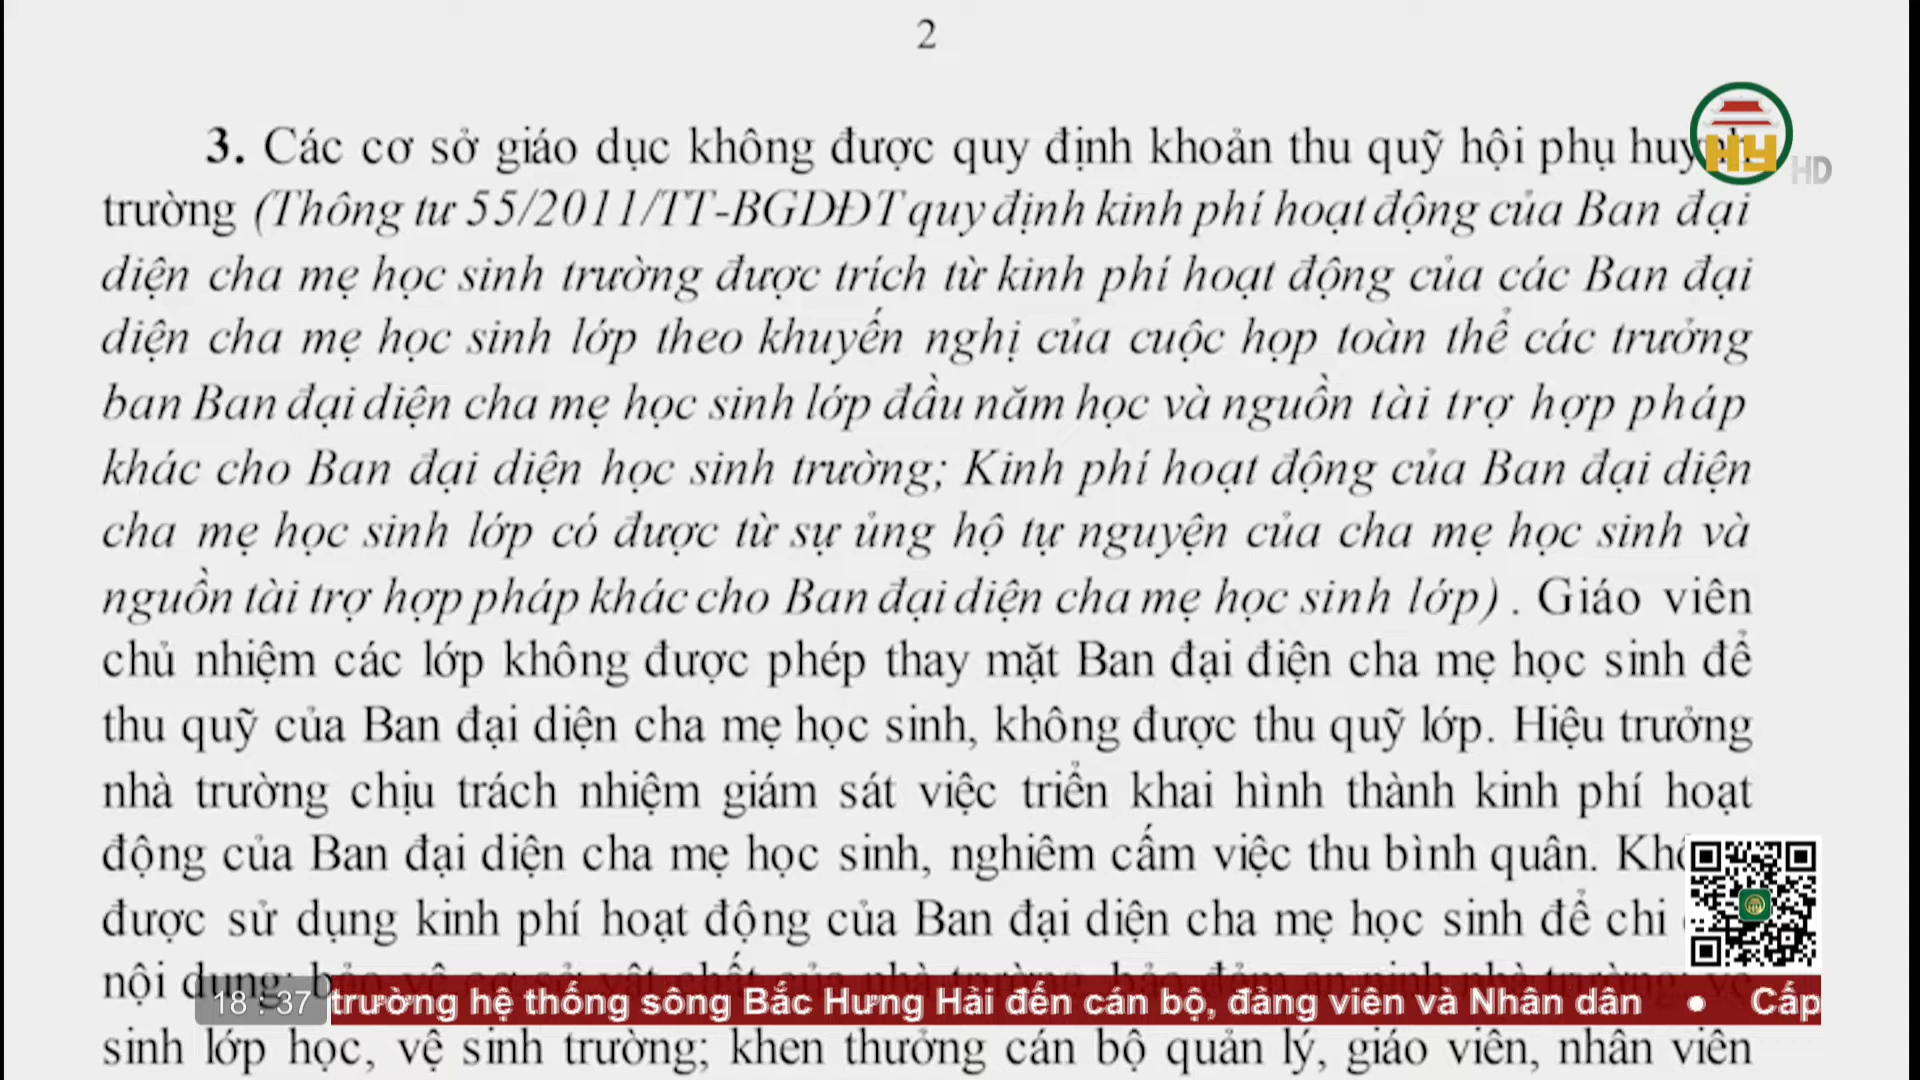 2
3. Các cơ sở giáo dục không được quy định khoản thu quỹ hội phụ
HY HD
trường (Thông tư 55/2011/TT-BGDĐT quy định kinh phí hoạt động của Ban đại
diện cha mẹ học sinh trường được trích từ kinh phí hoạt động của các Ban đại
diện cha mẹ học sinh lớp theo khuyến nghị của cuộc họp toàn thể các trưởng
ban Ban đại diện cha mẹ học sinh lớp đầu năm học và nguồn tài trợ hợp pháp
khác cho Ban đại diện học sinh trường; Kinh phí hoạt động của Ban đại diện
cha mẹ học sinh lớp có được từ sự ủng hộ tự nguyện của cha mẹ học sinh và
nguồn tài trợ hợp pháp khác cho Ban đại diện cha mẹ học sinh lớp) . Giáo viên
chủ nhiệm các lớp không được phép thay mặt Ban đại điện cha mẹ học sinh để
thu quỹ của Ban đại diện cha mẹ học sinh, không được thu quỹ lớp. Hiệu trưởng
nhà trường chịu trách nhiệm giám sát việc triển khai hình thành kinh phí hoạt
động của Ban đại diện cha mẹ học sinh, nghiêm cấm việc thu bình quân.
được sử dụng kinh phí hoạt động của Ban đại diện cha mẹ học sinh để chi
nội dung:
18 : 37 trường hệ thống sông Bắc Hưng Hải đến cán bộ, đảng viên và Nhân dân • Cấp
sinh lớp học, vệ sinh trường; khen thưởng cán bộ quản lý, giáo viên, nhân viên